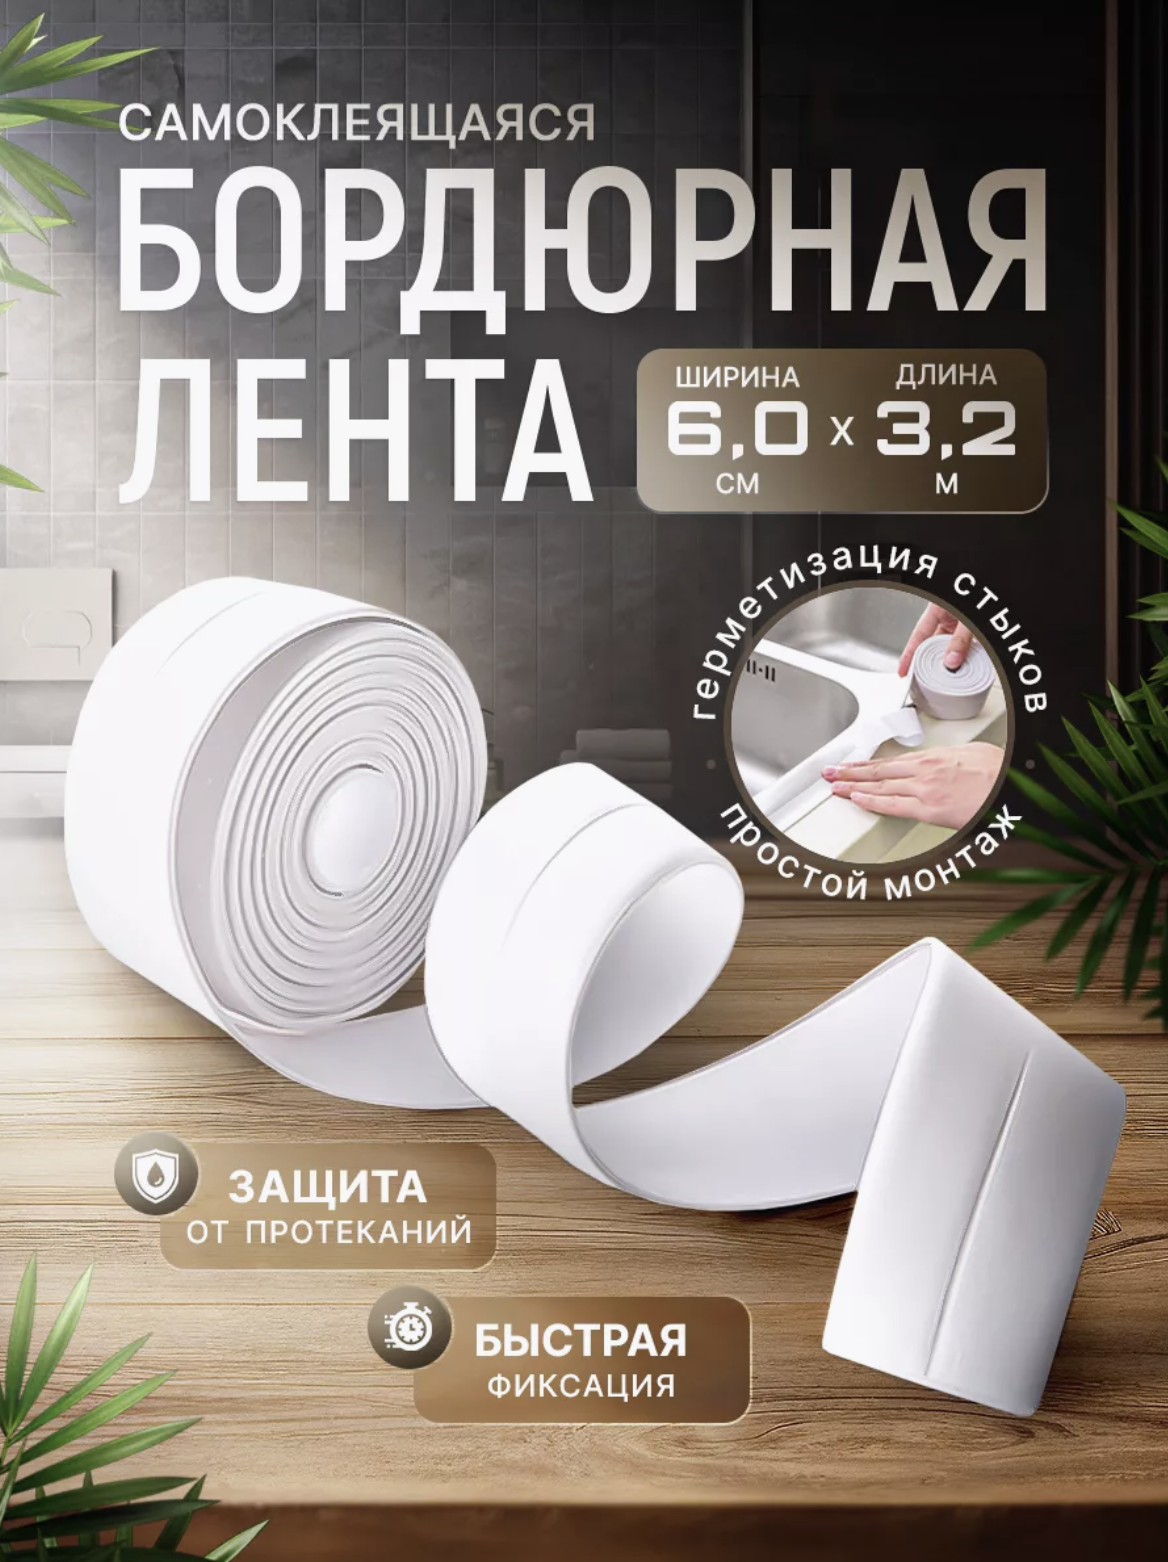 САМОКЛЕЯЩАЯСЯ
БОРДЮРНАЯ
ЛЕНТА
ШИРИНА ДЛИНА
6,0 х 3,2
СМ М
герметизация стыков
простой монтаж
ЗАЩИТА
ОТ ПРОТЕКАНИЙ
БЫСТРАЯ
ФИКСАЦИЯ